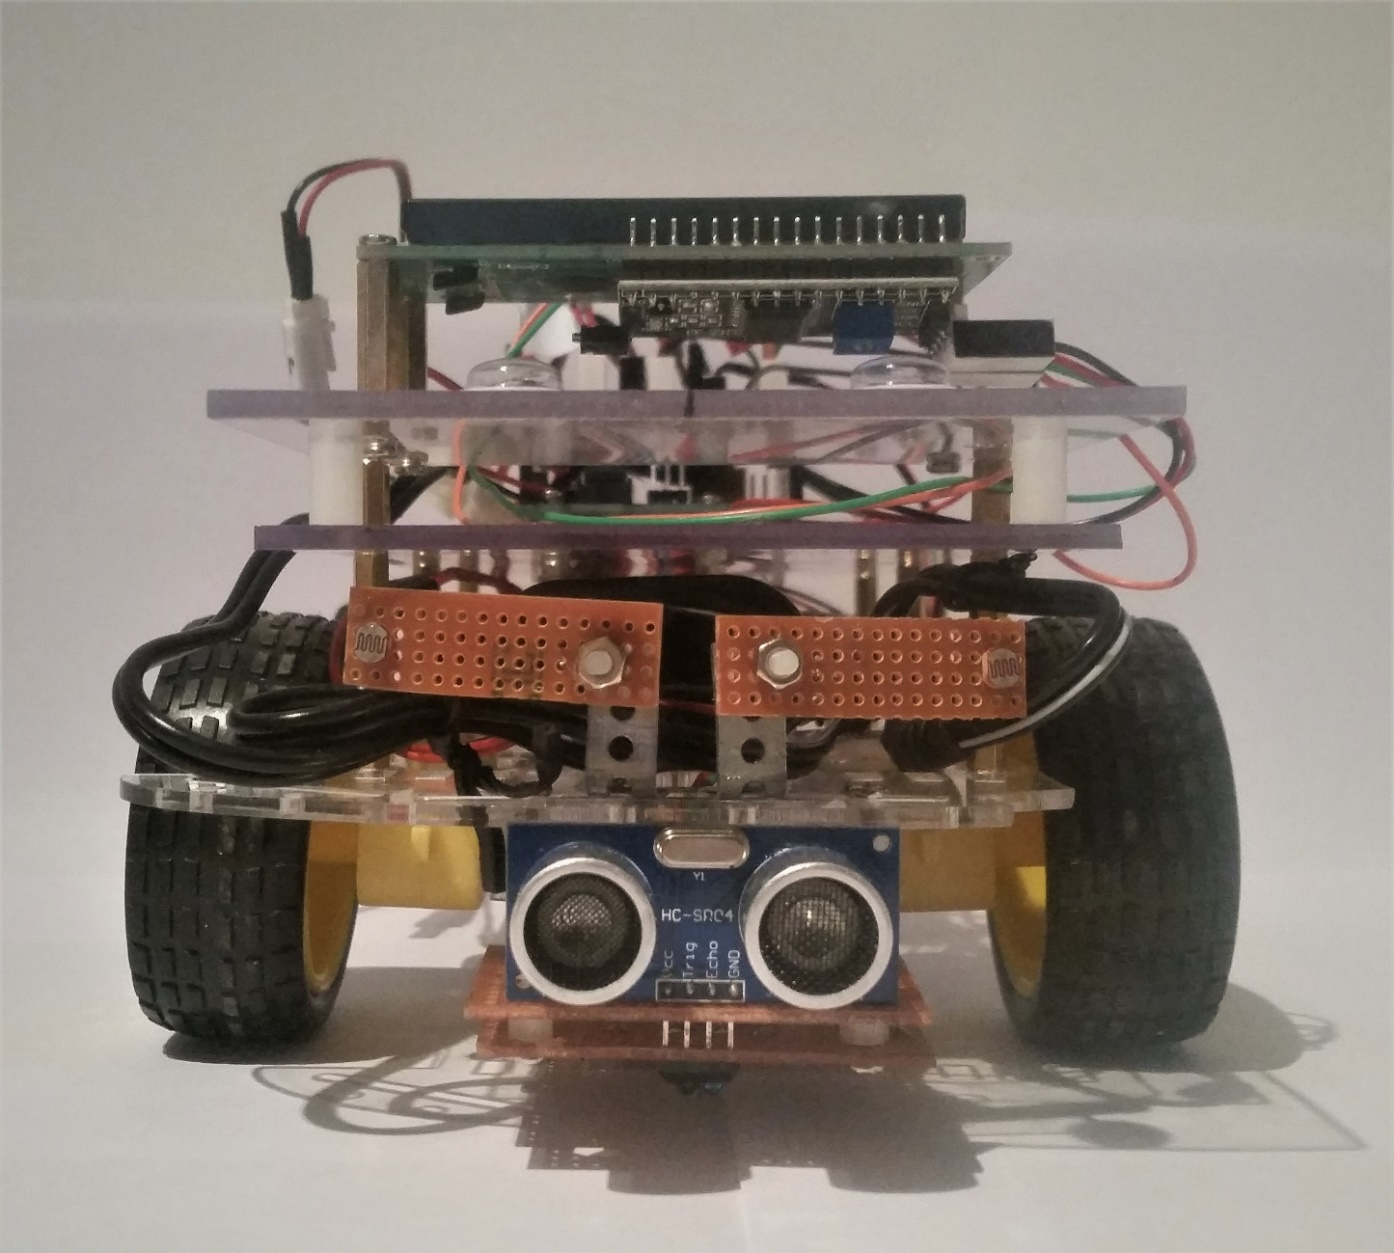 Y1
HC-SR04
Vcc
Trig
Echo
GND